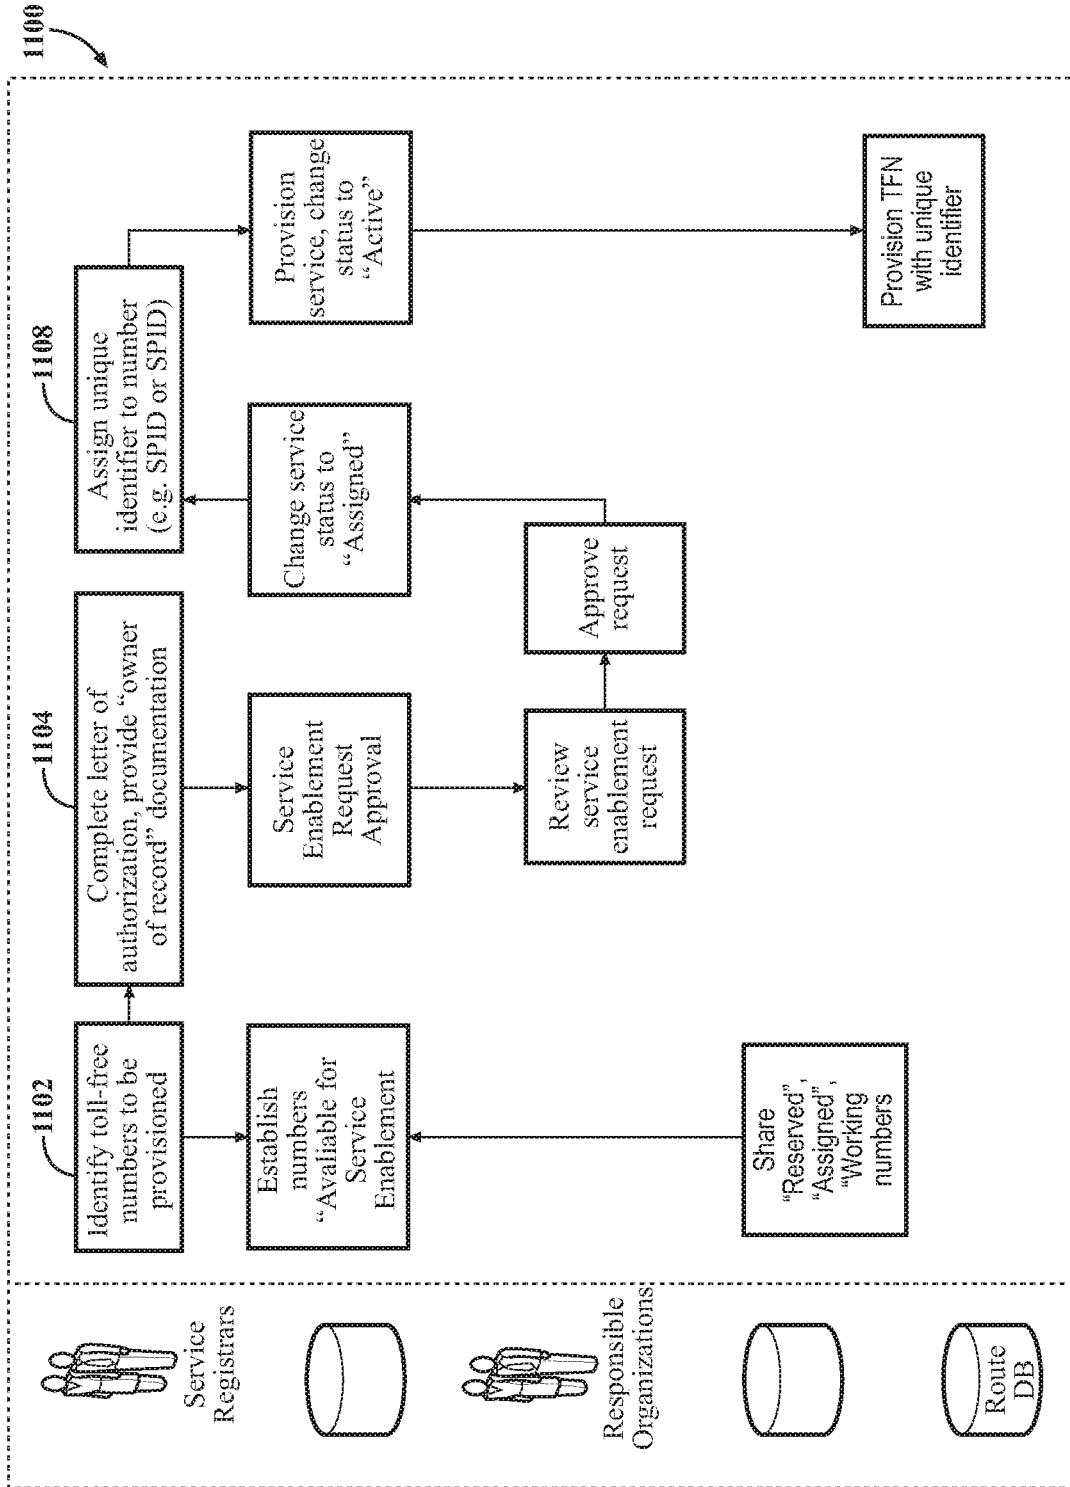 1100
1102
Identify toll-free
numbers to be
provisioned
1104
Complete letter of
authorization, provide “owner
of record” documentation
1108
Assign unique
identifier to number
(e.g. SPID or SPID)
Service
Registrars
Establish
numbers
“Avaliable for
Service
Enablement
Service
Enablement
Request
Approval
Change service
status to
“Assigned”
Provision
service, change
status to
“Active”
Responsible
Organizations
Review
service
enablement
request
Approve
request
Share
“Reserved”,
“Assigned”,
“Working
numbers
Route
DB
Provision TFN
with unique
identifier